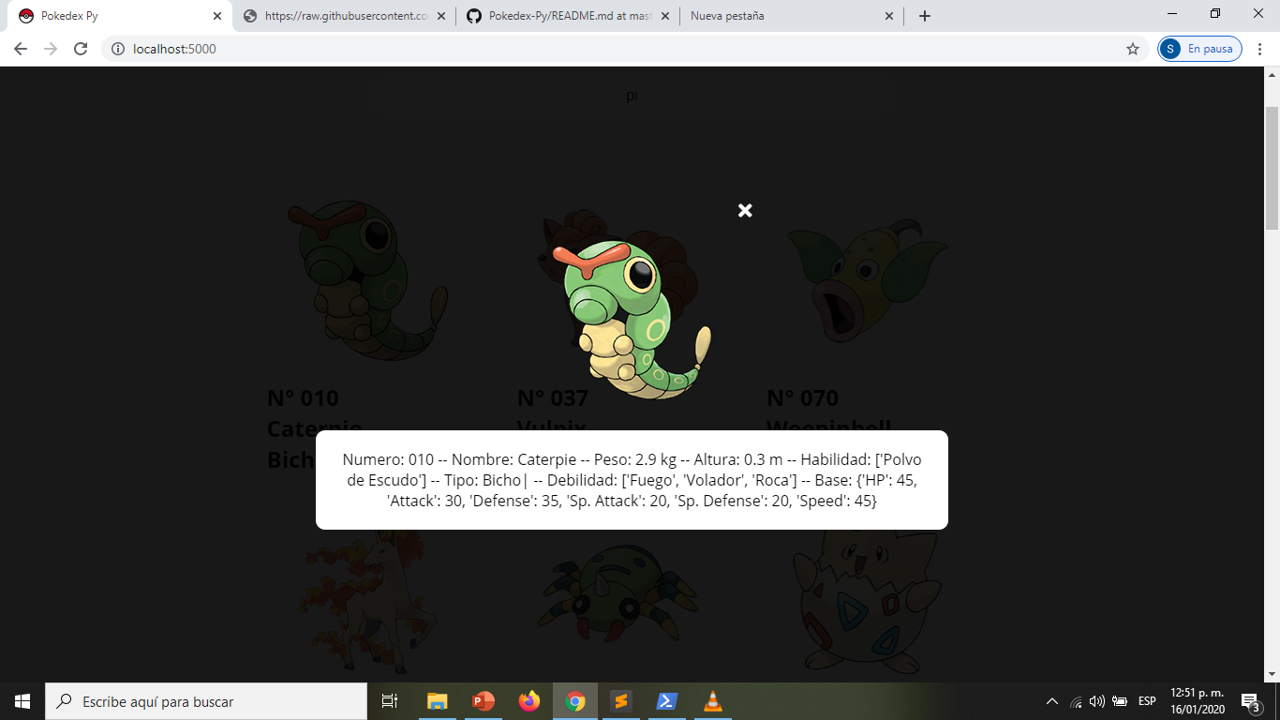 Pokedex Py
https://raw.githubusercontent.co
Pokedex-Py/README.md at mast
Nueva pestaña
localhost:5000
S
En pausa
pi
N° 010
N° 037
N° 070
Caterpie
Vulpix
Weepinbell
Bich
Numero: 010 -- Nombre: Caterpie -- Peso: 2.9 kg -- Altura: 0.3 m -- Habilidad: ['Polvo
de Escudo'] -- Tipo: Bicho| -- Debilidad: ['Fuego', 'Volador', 'Roca'] -- Base: {'HP': 45,
'Attack': 30, 'Defense': 35, 'Sp. Attack': 20, 'Sp. Defense': 20, 'Speed': 45}
Escribe aquí para buscar
ESP
12:51 p. m.
16/01/2020
3